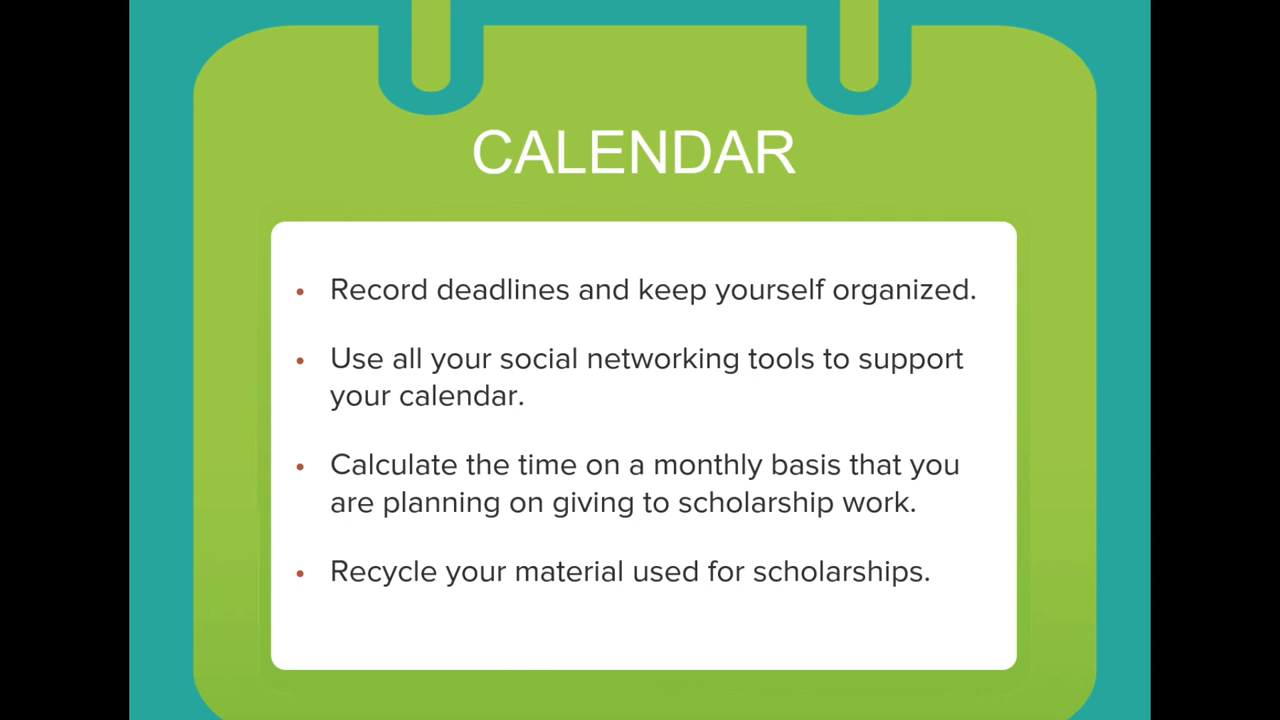 CALENDAR
• Record deadlines and keep yourself organized.
• Use all your social networking tools to support
your calendar.
• Calculate the time on a monthly basis that you
are planning on giving to scholarship work.
• Recycle your material used for scholarships.